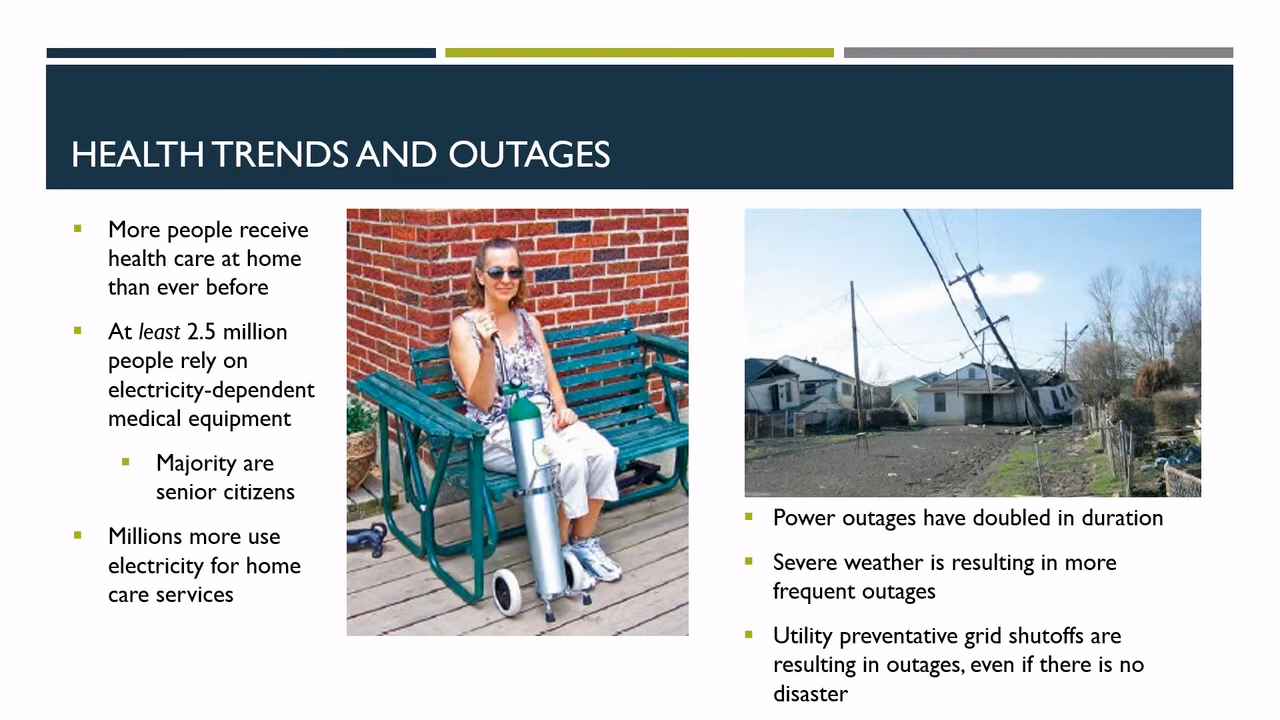 HEALTH TRENDS AND OUTAGES
More people receive
health care at home
than ever before
At least 2.5 million
people rely on
electricity-dependent
medical equipment
Majority are
senior citizens
Millions more use
electricity for home
care services
Power outages have doubled in duration
Severe weather is resulting in more
frequent outages
Utility preventative grid shutoffs are
resulting in outages, even if there is no
disaster